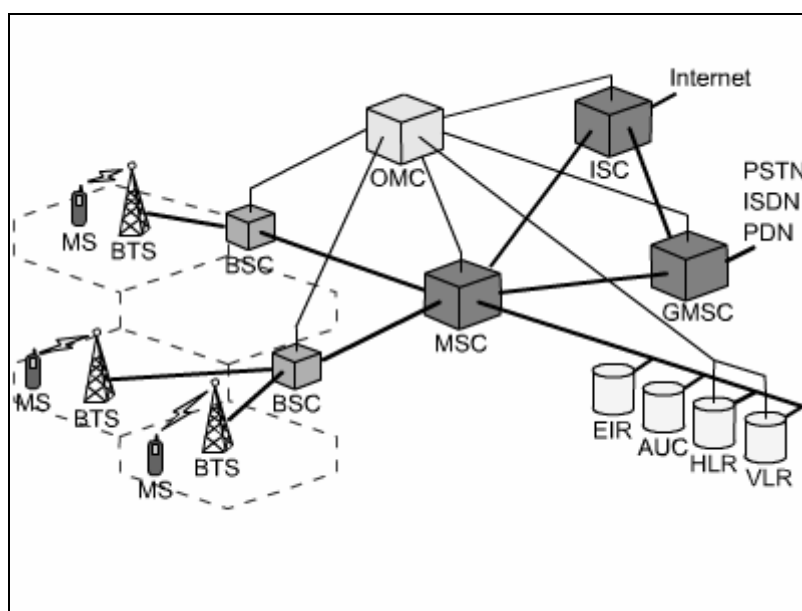 Internet
OMC
ISC
PSTN
ISDN
PDN
MS
BTS
BSC
GMSC
MSC
MS
BTS
BSC
MS
BTS
EIR
AUC
HLR
VLR